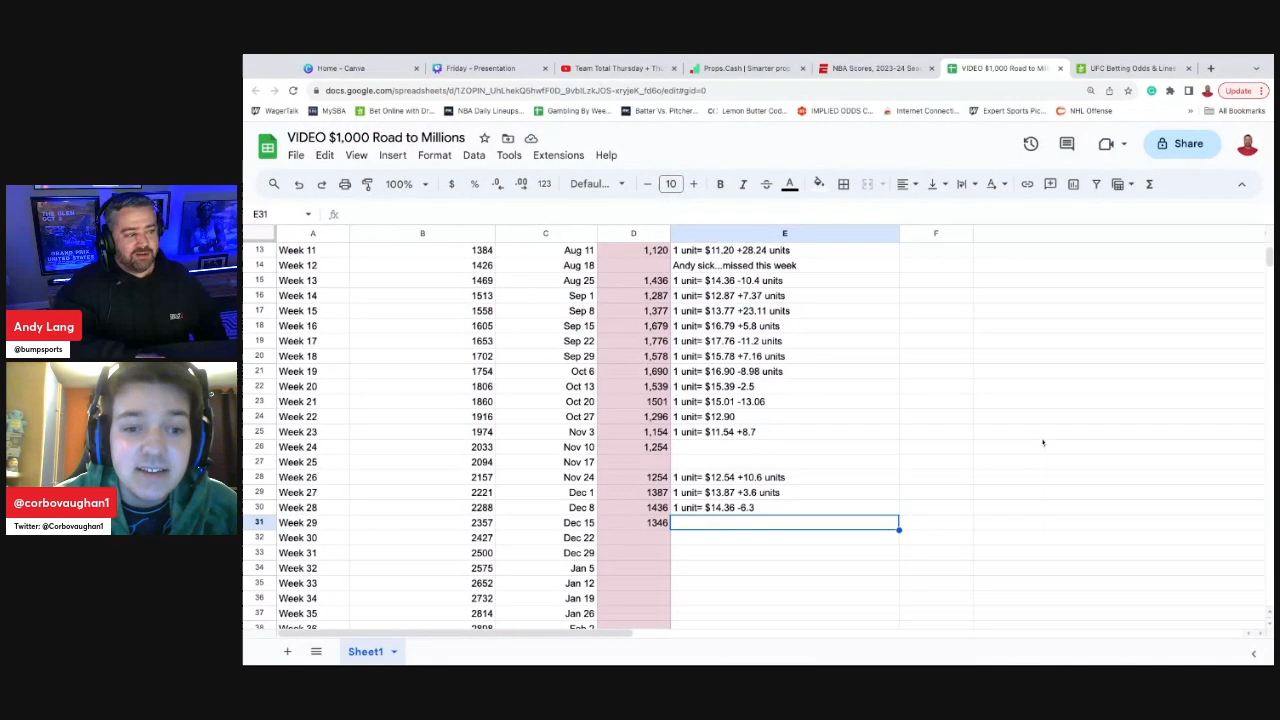 Home - Canva
Friday - Presentation
Team Total Thursday + Th
Props.Cash | Smarter prop
NBA Scores, 2023-24 Sea
VIDEO $1,000 Road to Mil
UFC Betting Odds & Lines
docs.google.com/spreadsheets/d/
/edit#gid=0
Update
WagerTalk
MySBA
Bet Online with Dr...
NBA Daily Lineups...
Gambling By Wee...
Batter Vs. Pitcher...
Lemon Butter Cod...
IMPLIED ODDS C...
Internet Connecti...
Expert Sports Pic...
NHL Offense
All Bookmarks
VIDEO $1,000 Road to Millions
File Edit View Insert Format Data Tools Extensions Help
Share
100% $ % .0 .00 123 Defaul... 10 B I A
E31 fx
A B C D E F
13 Week 11 1384 Aug 11 1,120 1 unit= $11.20 +28.24 units
14 Week 12 1426 Aug 18 Andy sick...missed this week
15 Week 13 1469 Aug 25 1,436 1 unit= $14.36 -10.4 units
16 Week 14 1513 Sep 1 1,287 1 unit= $12.87 +7.37 units
17 Week 15 1558 Sep 8 1,377 1 unit= $13.77 +23.11 units
18 Week 16 1605 Sep 15 1,679 1 unit= $16.79 +5.8 units
19 Week 17 1653 Sep 22 1,776 1 unit= $17.76 -11.2 units
20 Week 18 1702 Sep 29 1,578 1 unit= $15.78 +7.16 units
21 Week 19 1754 Oct 6 1,690 1 unit= $16.90 -8.98 units
22 Week 20 1806 Oct 13 1,539 1 unit= $15.39 -2.5
23 Week 21 1860 Oct 20 1501 1 unit= $15.01 -13.06
24 Week 22 1916 Oct 27 1,296 1 unit= $12.90
25 Week 23 1974 Nov 3 1,154 1 unit= $11.54 +8.7
26 Week 24 2033 Nov 10 1,254
27 Week 25 2094 Nov 17
28 Week 26 2157 Nov 24 1254 1 unit= $12.54 +10.6 units
29 Week 27 2221 Dec 1 1387 1 unit= $13.87 +3.6 units
30 Week 28 2288 Dec 8 1436 1 unit= $14.36 -6.3
31 Week 29 2357 Dec 15 1346
32 Week 30 2427 Dec 22
33 Week 31 2500 Dec 29
34 Week 32 2575 Jan 5
35 Week 33 2652 Jan 12
36 Week 34 2732 Jan 19
37 Week 35 2814 Jan 26
38 Week 36 2898 Feb 2
Sheet1
THE GLEN
OCT 3
GRAND PRIX
UNITED STATES
Andy Lang
@bumpsports
@corbovaughan1
Twitter: @Corbovaughan1